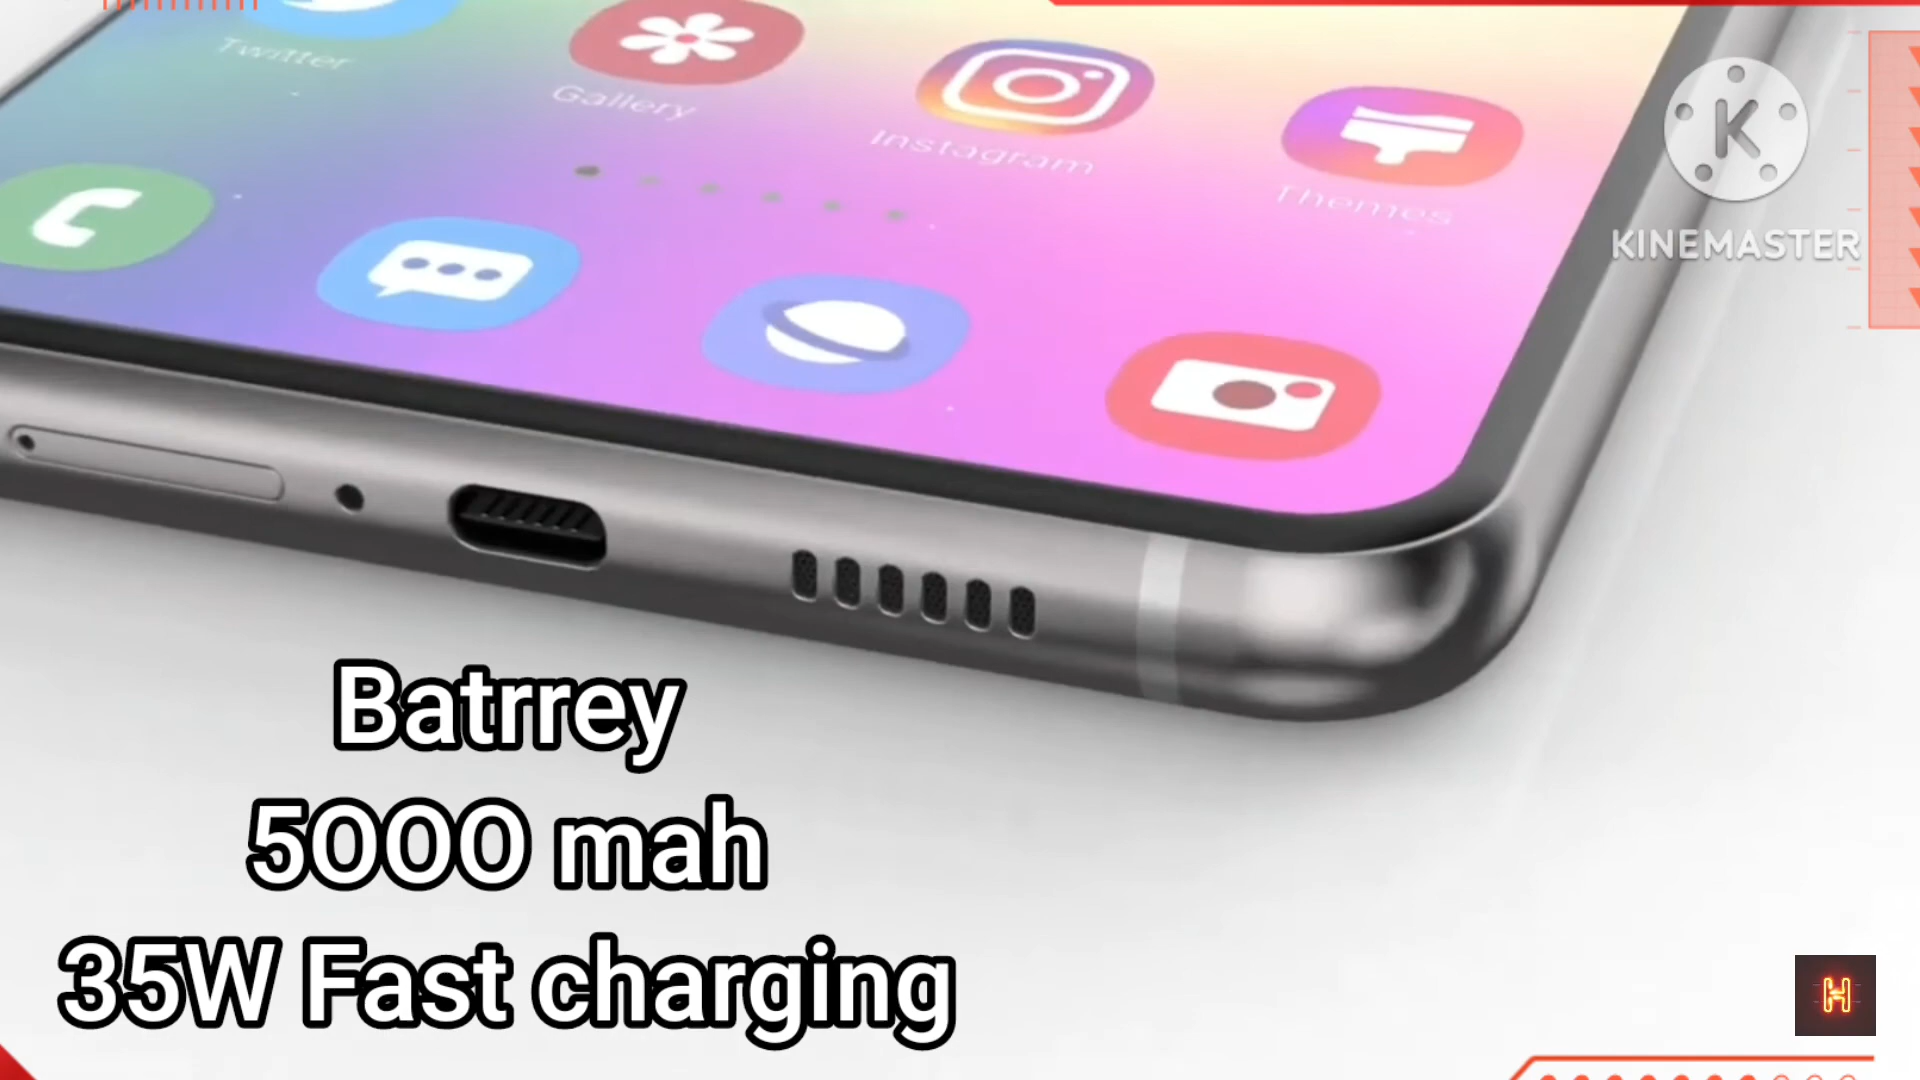 Twitter
Gallery
Instagram
Themes
K
KINEMASTER
Batrrey
5000 mah
35W Fast charging
H